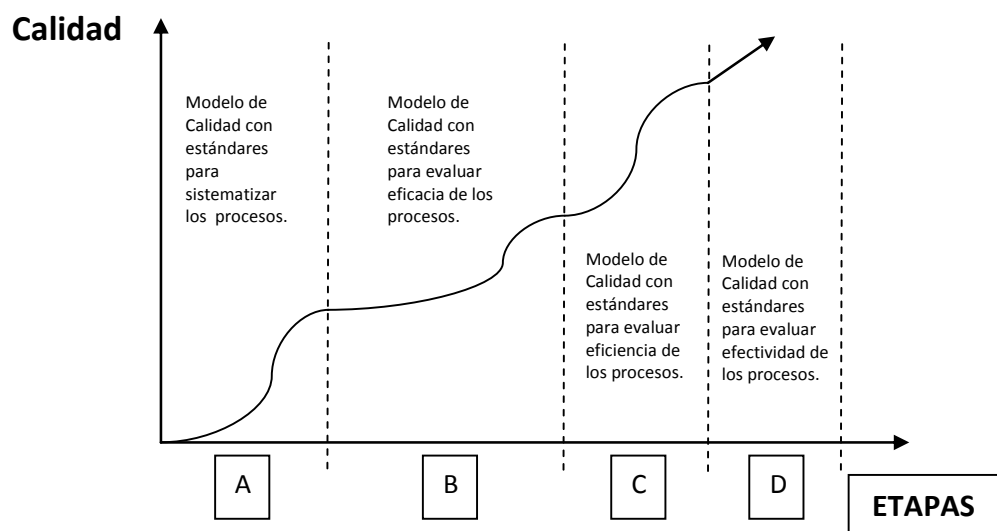 Calidad
Modelo de
Calidad con
estándares
para
sistematizar
los procesos.
Modelo de
Calidad con
estándares
para evaluar
eficacia de los
procesos.
Modelo de
Calidad con
estándares
para evaluar
eficiencia de
los procesos.
Modelo de
Calidad con
estándares
para evaluar
efectividad de
los procesos.
A
B
C
D
ETAPAS